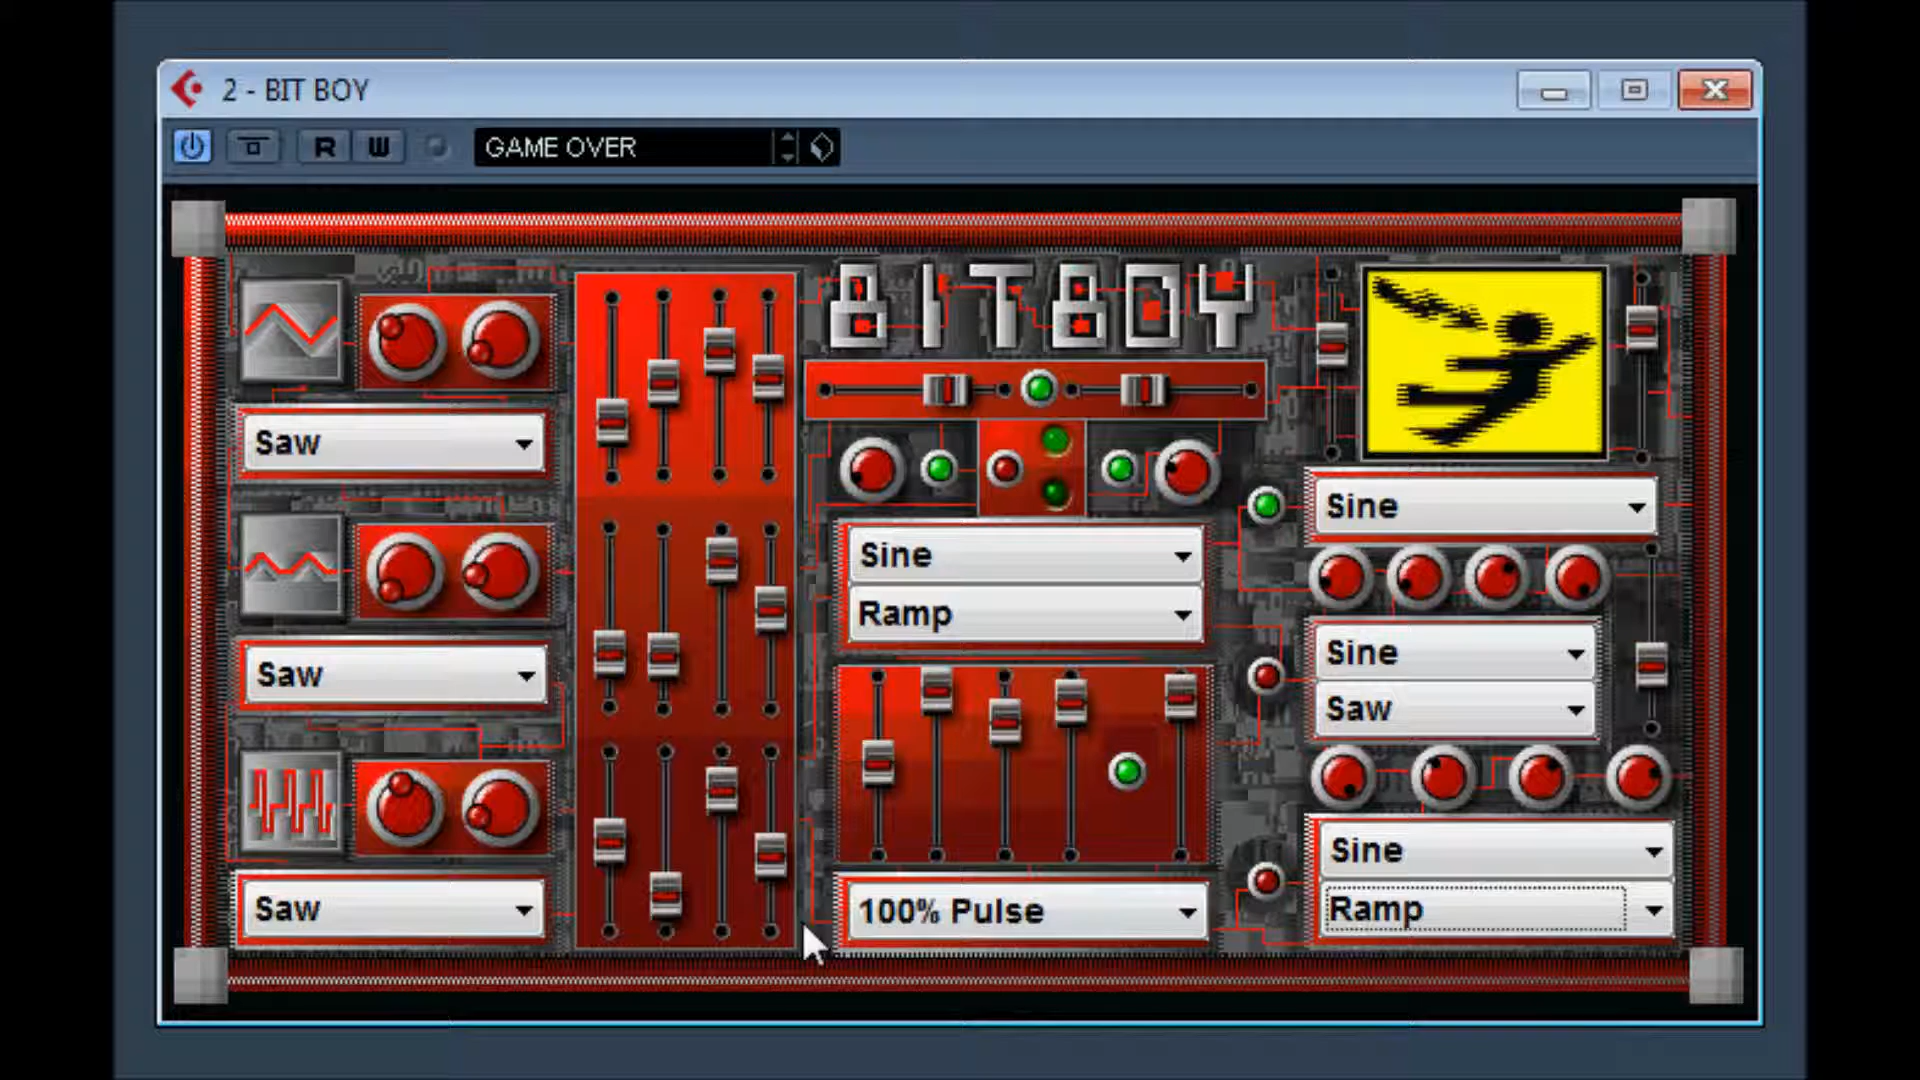 2 - BIT BOY
R W GAME OVER
BITBOY
Saw
Sine
Sine
Ramp
Saw
Sine
Saw
Sine
Saw
100% Pulse
Ramp